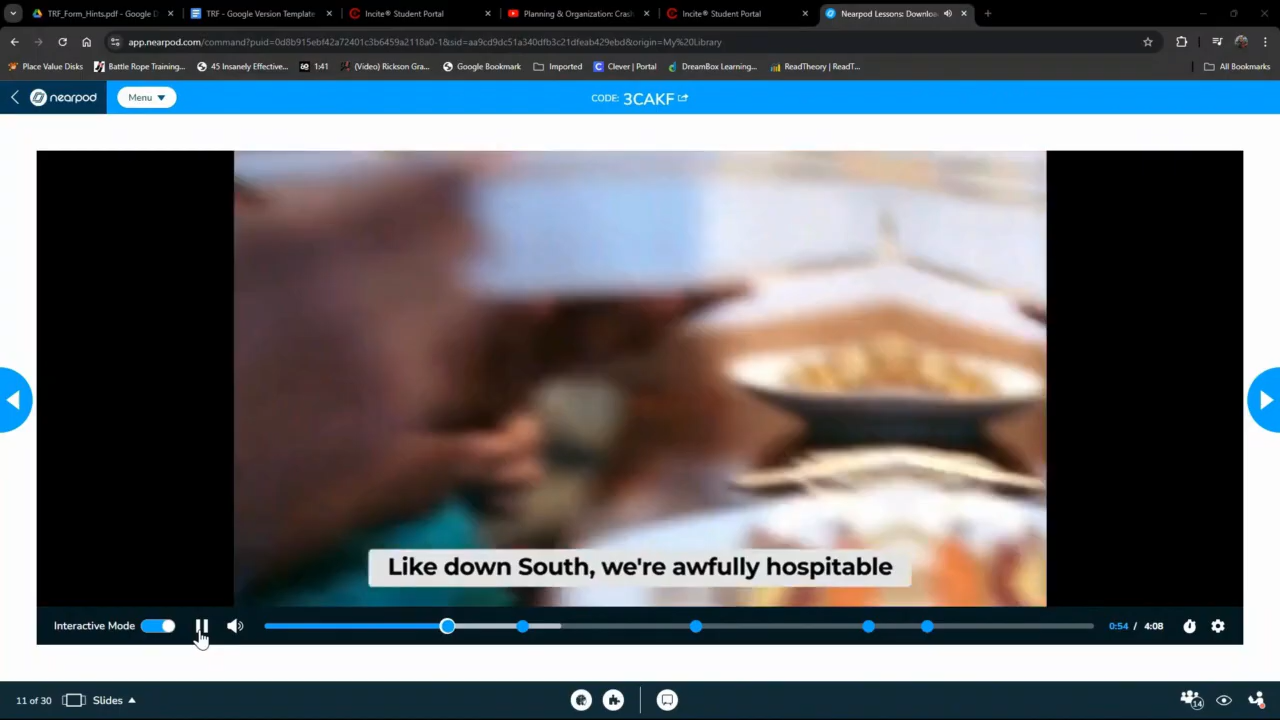 TRF_Form_Hints.pdf - Google D
TRF - Google Version Template
Incite® Student Portal
Planning & Organization: Crash
Incite® Student Portal
Nearpod Lessons: Downloa
app.nearpod.com/command?puid=0d8b915ebf42a72401c3b6459a2118a0-1&sid=aa9cd9dc51a340dfb3c21dfeab429ebd&origin=My%20Library
Place Value Disks
Battle Rope Training...
45 Insanely Effective...
1:41
(Video) Rickson Gra...
Google Bookmark
Imported
Clever | Portal
DreamBox Learning...
ReadTheory | ReadT...
All Bookmarks
nearpod
Menu
CODE: 3CAKF
Like down South, we're awfully hospitable
Interactive Mode
0:54 / 4:08
11 of 30
Slides
14